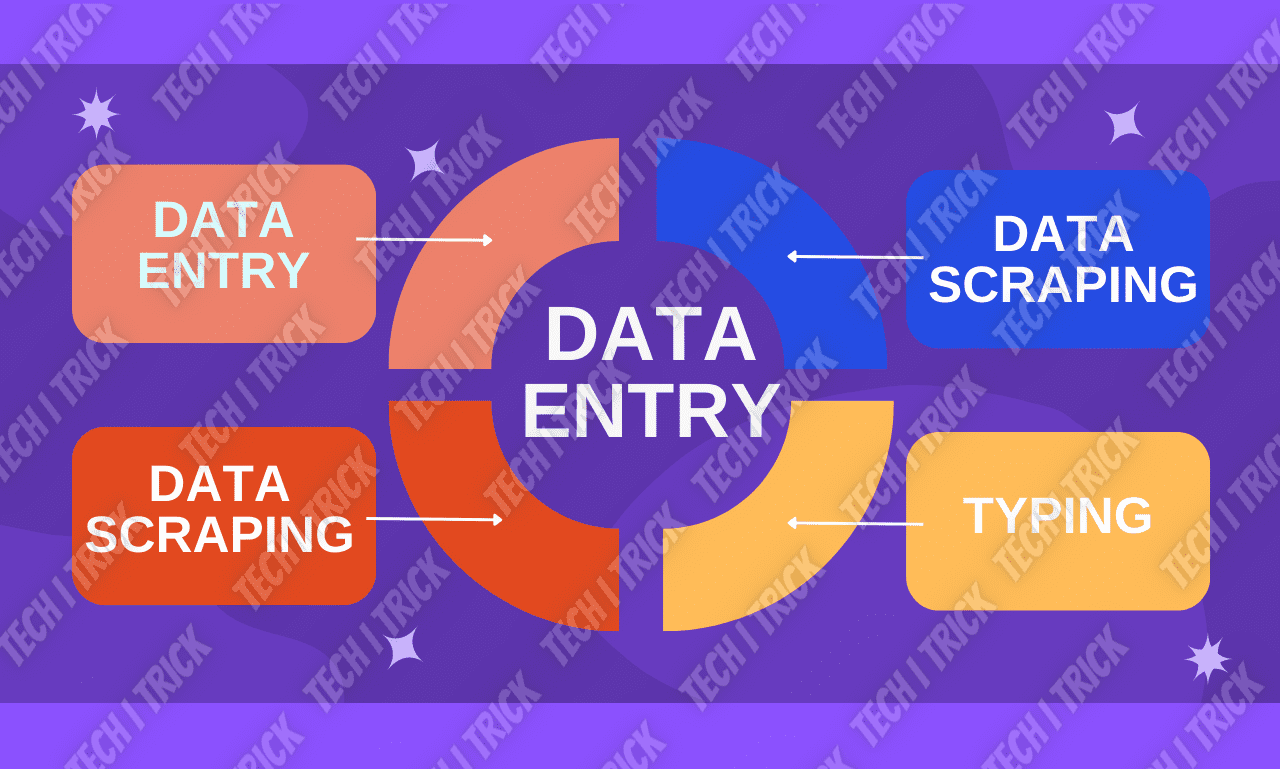 DATA
ENTRY
DATA
SCRAPING
DATA
ENTRY
DATA
SCRAPING
TYPING
TECH I TRICK